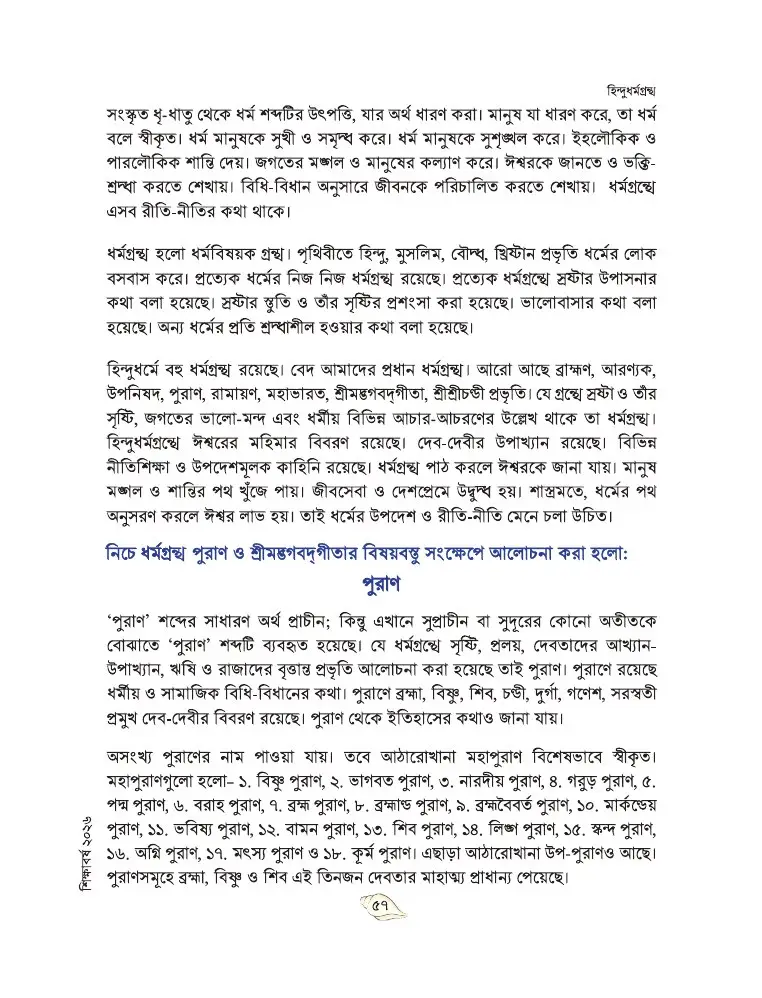 হিন্দুধর্মগ্রন্থ
সংস্কৃত ধৃ-ধাতু থেকে ধর্ম শব্দটির উৎপত্তি, যার অর্থ ধারণ করা। মানুষ যা ধারণ করে, তা ধর্ম
বলে স্বীকৃত। ধর্ম মানুষকে সুখী ও সমৃদ্ধ করে। ধর্ম মানুষকে সুশৃঙ্খল করে। ইহলৌকিক ও
পারলৌকিক শান্তি দেয়। জগতের মঙ্গল ও মানুষের কল্যাণ করে। ঈশ্বরকে জানতে ও ভক্তি-
শ্রদ্ধা করতে শেখায়। বিধি-বিধান অনুসারে জীবনকে পরিচালিত করতে শেখায়। ধর্মগ্রন্থে
এসব রীতি-নীতির কথা থাকে।
ধর্মগ্রন্থ হলো ধর্মবিষয়ক গ্রন্থ। পৃথিবীতে হিন্দু, মুসলিম, বৌদ্ধ, খ্রিষ্টান প্রভৃতি ধর্মের লোক
বসবাস করে। প্রত্যেক ধর্মের নিজ নিজ ধর্মগ্রন্থ রয়েছে। প্রত্যেক ধর্মগ্রন্থে স্রষ্টার উপাসনার
কথা বলা হয়েছে। স্রষ্টার স্তুতি ও তাঁর সৃষ্টির প্রশংসা করা হয়েছে। ভালোবাসার কথা বলা
হয়েছে। অন্য ধর্মের প্রতি শ্রদ্ধাশীল হওয়ার কথা বলা হয়েছে।
হিন্দুধর্মে বহু ধর্মগ্রন্থ রয়েছে। বেদ আমাদের প্রধান ধর্মগ্রন্থ। আরো আছে ব্রাহ্মণ, আরণ্যক,
উপনিষদ, পুরাণ, রামায়ণ, মহাভারত, শ্রীমদ্ভগবদ্‌গীতা, শ্রীশ্রীচণ্ডী প্রভৃতি। যে গ্রন্থে স্রষ্টা ও তাঁর
সৃষ্টি, জগতের ভালো-মন্দ এবং ধর্মীয় বিভিন্ন আচার-আচরণের উল্লেখ থাকে তা ধর্মগ্রন্থ।
হিন্দুধর্মগ্রন্থে ঈশ্বরের মহিমার বিবরণ রয়েছে। দেব-দেবীর উপাখ্যান রয়েছে। বিভিন্ন
নীতিশিক্ষা ও উপদেশমূলক কাহিনি রয়েছে। ধর্মগ্রন্থ পাঠ করলে ঈশ্বরকে জানা যায়। মানুষ
মঙ্গল ও শান্তির পথ খুঁজে পায়। জীবসেবা ও দেশপ্রেমে উদ্বুদ্ধ হয়। শাস্ত্রমতে, ধর্মের পথ
অনুসরণ করলে ঈশ্বর লাভ হয়। তাই ধর্মের উপদেশ ও রীতি-নীতি মেনে চলা উচিত।
নিচে ধর্মগ্রন্থ পুরাণ ও শ্রীমদ্ভগবদ্‌গীতার বিষয়বস্তু সংক্ষেপে আলোচনা করা হলো:
পুরাণ
‘পুরাণ’ শব্দের সাধারণ অর্থ প্রাচীন; কিন্তু এখানে সুপ্রাচীন বা সুদূরের কোনো অতীতকে
বোঝাতে ‘পুরাণ’ শব্দটি ব্যবহৃত হয়েছে। যে ধর্মগ্রন্থে সৃষ্টি, প্রলয়, দেবতাদের আখ্যান-
উপাখ্যান, ঋষি ও রাজাদের বৃত্তান্ত প্রভৃতি আলোচনা করা হয়েছে তাই পুরাণ। পুরাণে রয়েছে
ধর্মীয় ও সামাজিক বিধি-বিধানের কথা। পুরাণে ব্রহ্মা, বিষ্ণু, শিব, চণ্ডী, দুর্গা, গণেশ, সরস্বতী
প্রমুখ দেব-দেবীর বিবরণ রয়েছে। পুরাণ থেকে ইতিহাসের কথাও জানা যায়।
অসংখ্য পুরাণের নাম পাওয়া যায়। তবে আঠারোখানা মহাপুরাণ বিশেষভাবে স্বীকৃত।
মহাপুরাণগুলো হলো– ১. বিষ্ণু পুরাণ, ২. ভাগবত পুরাণ, ৩. নারদীয় পুরাণ, ৪. গরুড় পুরাণ, ৫.
পদ্ম পুরাণ, ৬. বরাহ পুরাণ, ৭. ব্রহ্ম পুরাণ, ৮. ব্রহ্মাণ্ড পুরাণ, ৯. ব্রহ্মবৈবর্ত পুরাণ, ১০. মার্কণ্ডেয়
পুরাণ, ১১. ভবিষ্য পুরাণ, ১২. বামন পুরাণ, ১৩. শিব পুরাণ, ১৪. লিঙ্গ পুরাণ, ১৫. স্কন্দ পুরাণ,
১৬. অগ্নি পুরাণ, ১৭. মৎস্য পুরাণ ও ১৮. কূর্ম পুরাণ। এছাড়া আঠারোখানা উপ-পুরাণও আছে।
পুরাণসমূহে ব্রহ্মা, বিষ্ণু ও শিব এই তিনজন দেবতার মাহাত্ম্য প্রাধান্য পেয়েছে।
শিক্ষাবর্ষ ২০২৬
৫৭